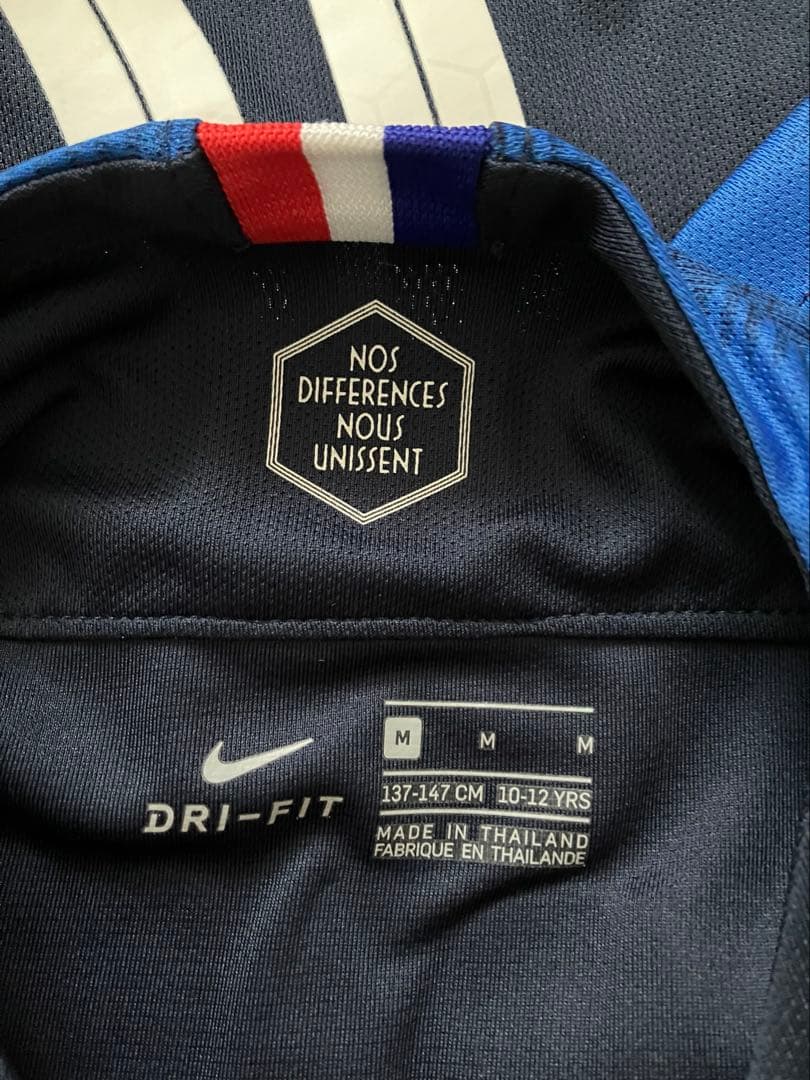 NOS
DIFFERENCES
NOUS
UNISSENT
DRI-FIT
M M M
137-147 CM 10-12 YRS
MADE IN THAILAND
FABRIQUE EN THAILANDE